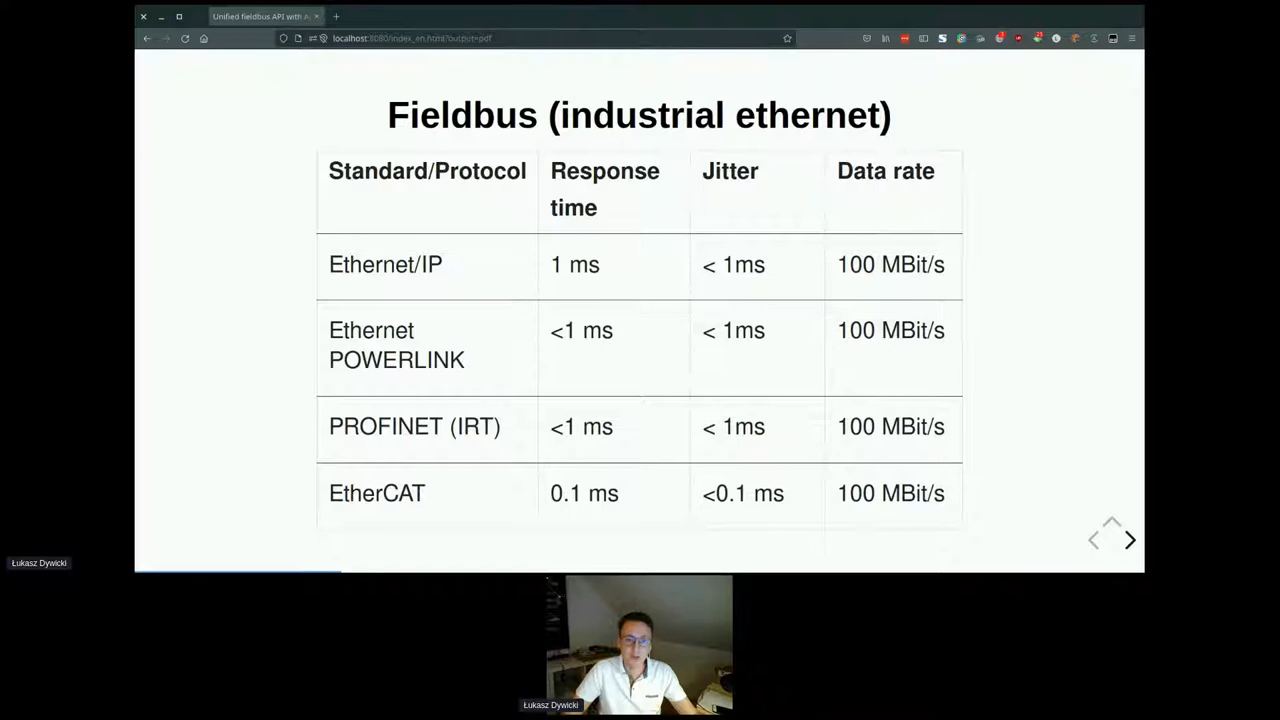 Unified fieldbus API with A
localhost:8080/index_en.html?output=pdf
Fieldbus (industrial ethernet)
Standard/Protocol Response time Jitter Data rate
Ethernet/IP 1 ms < 1ms 100 MBit/s
Ethernet POWERLINK <1 ms < 1ms 100 MBit/s
PROFINET (IRT) <1 ms < 1ms 100 MBit/s
EtherCAT 0.1 ms <0.1 ms 100 MBit/s
Łukasz Dywicki
Łukasz Dywicki